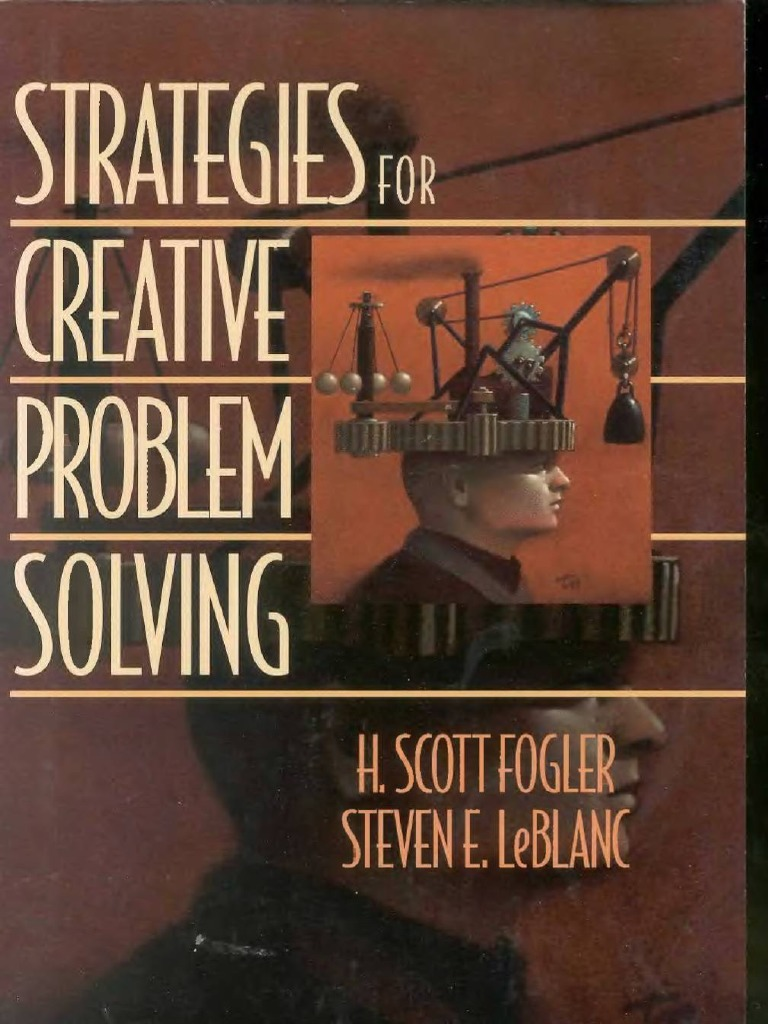 STRATEGIES FOR
CREATIVE
PROBLEM
SOLVING
H. SCOTT FOGLER
STEVEN E. LeBLANC